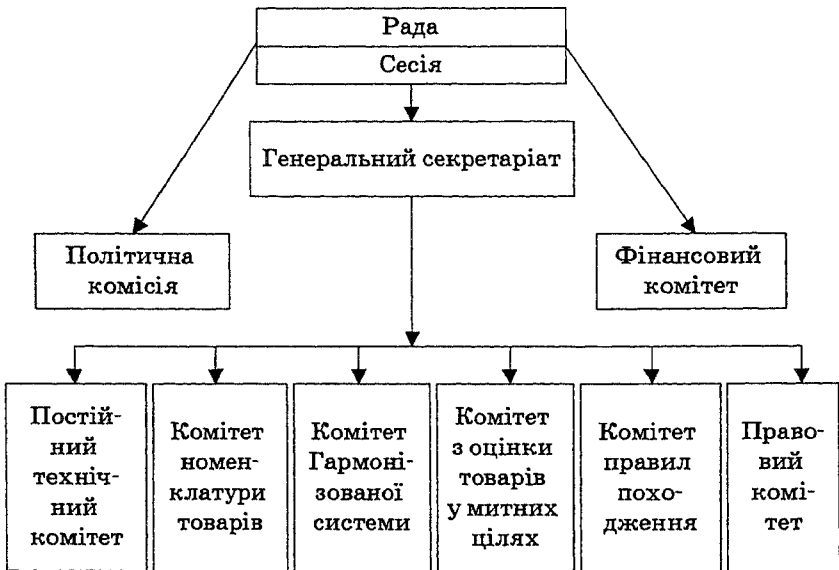 Рада
Сесія
Генеральний секретаріат
Політична
комісія
Фінансовий
комітет
Постій-
ний
техніч-
ний
комітет
Комітет
номен-
клатури
товарів
Комітет
Гармоні-
зованої
системи
Комітет
з оцінки
товарів
у митних
цілях
Комітет
правил
похо-
дження
Право-
вий
комі-
тет